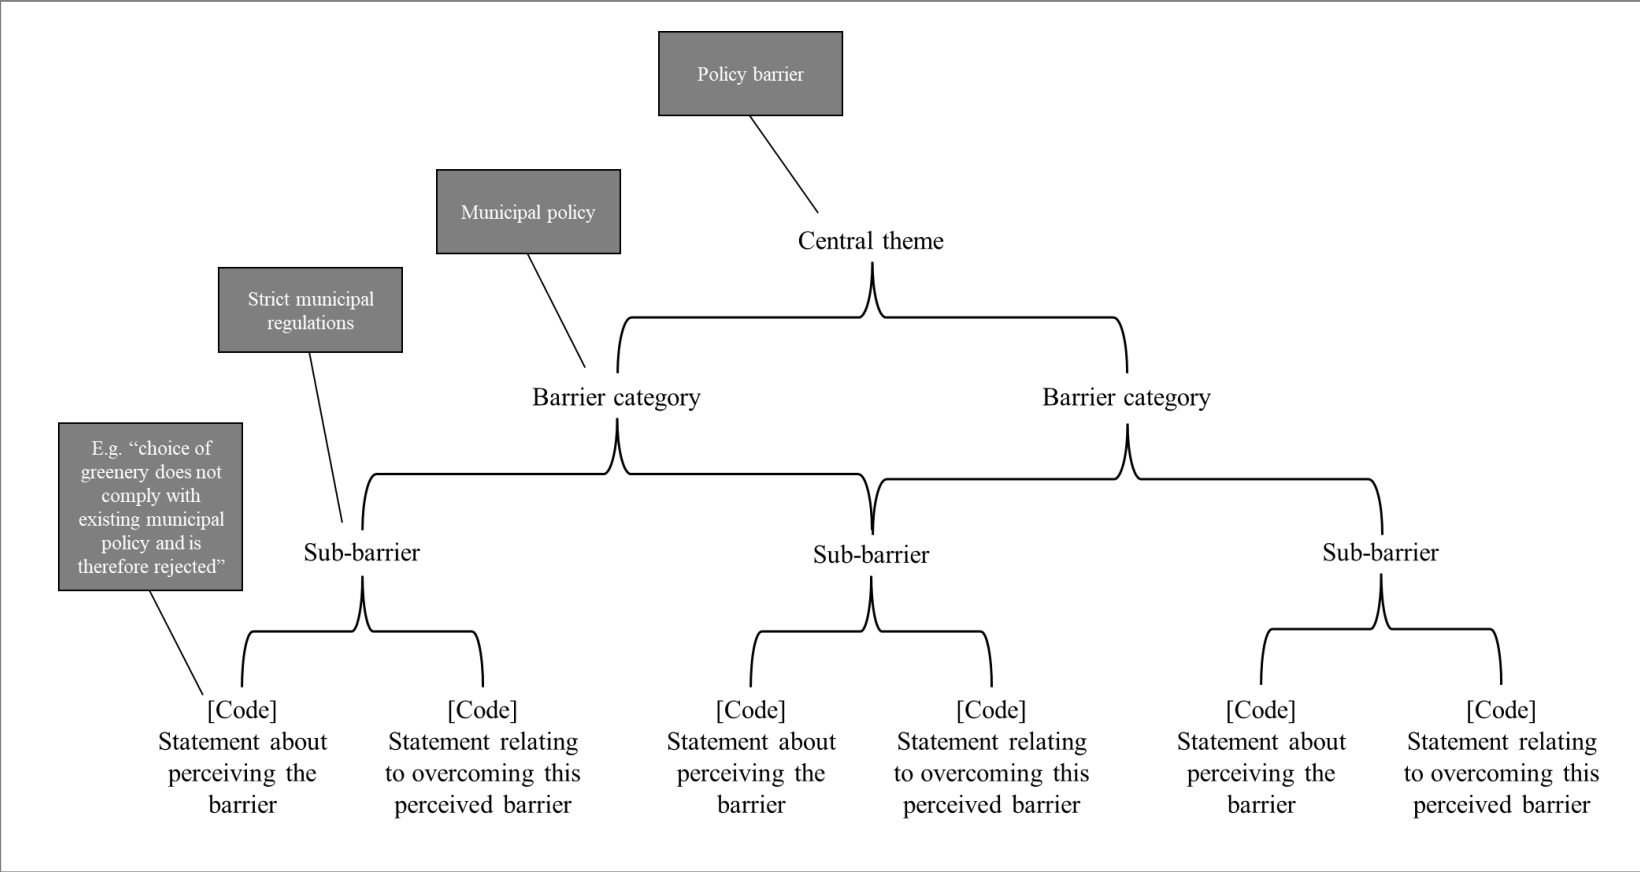 Policy barrier
Municipal policy
Central theme
Strict municipal
regulations
Barrier category
Barrier category
E.g. “choice of
greenery does not
comply with
existing municipal
policy and is
therefore rejected”
Sub-barrier
Sub-barrier
Sub-barrier
[Code]
Statement about
perceiving the
barrier
[Code]
Statement relating
to overcoming this
perceived barrier
[Code]
Statement about
perceiving the
barrier
[Code]
Statement relating
to overcoming this
perceived barrier
[Code]
Statement about
perceiving the
barrier
[Code]
Statement relating
to overcoming this
perceived barrier